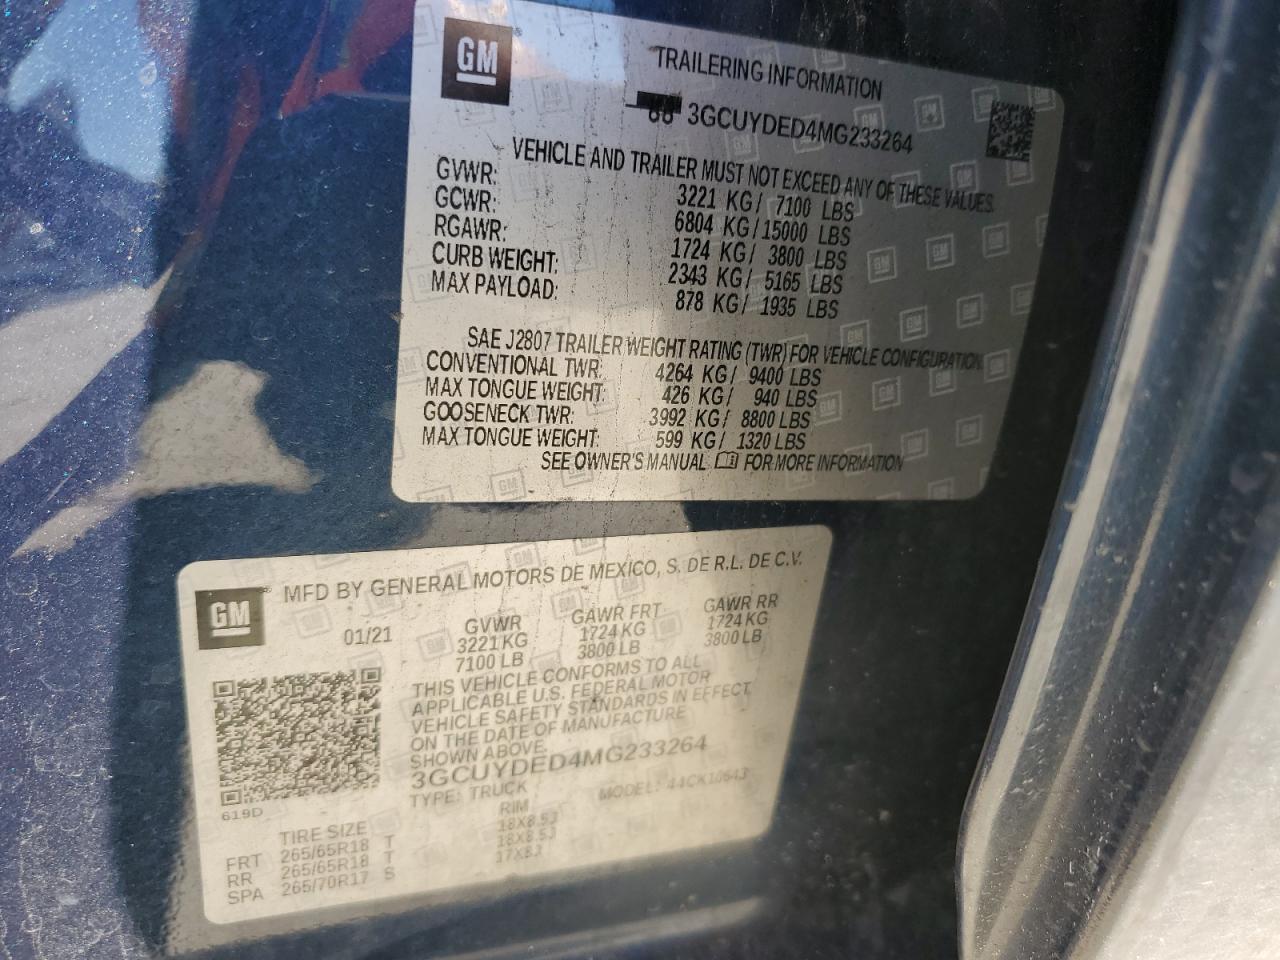 GM
TRAILERING INFORMATION
3GCUYDED4MG233264
VEHICLE AND TRAILER MUST NOT EXCEED ANY OF THESE VALUES.
GVWR: 3221 KG/ 7100 LBS
GCWR: 6804 KG/ 15000 LBS
RGAWR: 1724 KG/ 3800 LBS
CURB WEIGHT: 2343 KG/ 5165 LBS
MAX PAYLOAD: 878 KG/ 1935 LBS
SAE J2807 TRAILER WEIGHT RATING (TWR) FOR VEHICLE CONFIGURATION.
CONVENTIONAL TWR: 4264 KG/ 9400 LBS
MAX TONGUE WEIGHT: 426 KG/ 940 LBS
GOOSENECK TWR: 3992 KG/ 8800 LBS
MAX TONGUE WEIGHT: 599 KG/ 1320 LBS
SEE OWNER'S MANUAL FOR MORE INFORMATION
GM
MFD BY GENERAL MOTORS DE MEXICO, S. DE R.L. DE C.V.
01/21 GVWR GAWR FRT GAWR RR
3221 KG 1724 KG 1724 KG
7100 LB 3800 LB 3800 LB
THIS VEHICLE CONFORMS TO ALL
APPLICABLE U.S. FEDERAL MOTOR
VEHICLE SAFETY STANDARDS IN EFFECT
ON THE DATE OF MANUFACTURE
SHOWN ABOVE.
3GCUYDED4MG233264
TYPE: TRUCK MODEL: 44CK10543
619D
TIRE SIZE RIM
FRT 265/65R18 T 18X8.5J
RR 265/65R18 T 18X8.5J
SPA 265/70R17 S 17X8J